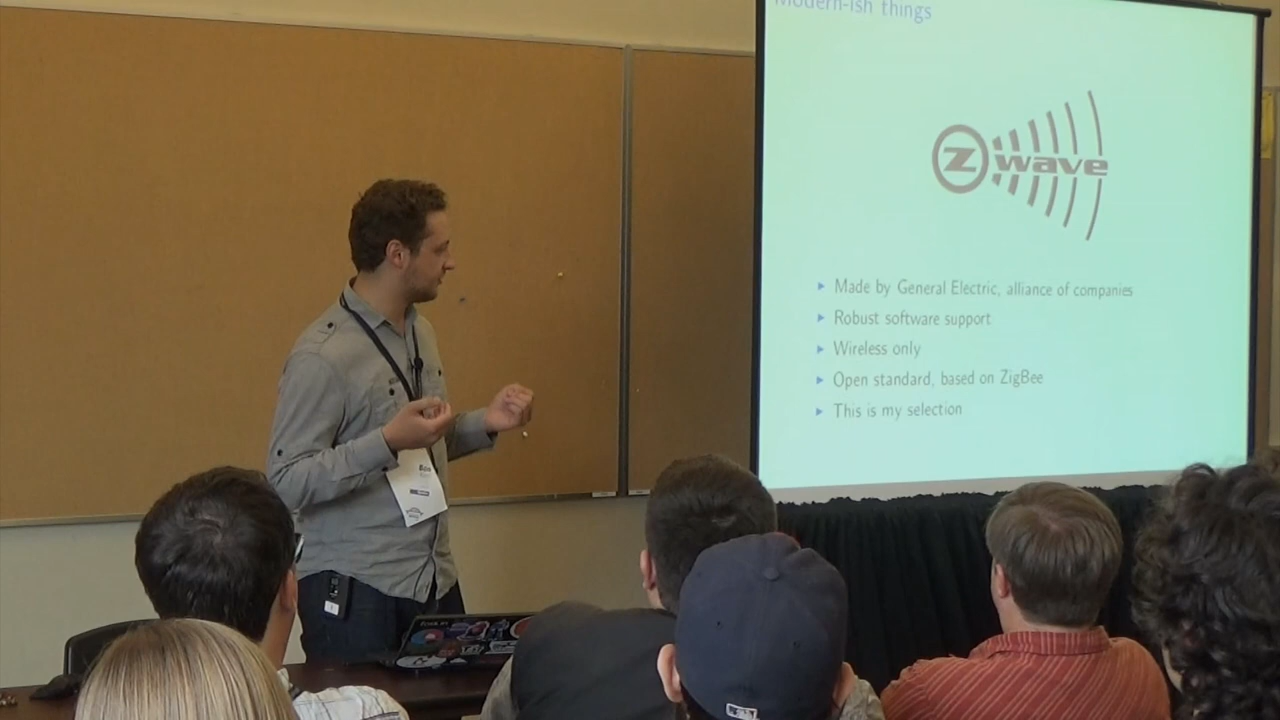 Modern-ish things
Z wave
Made by General Electric, alliance of companies
Robust software support
Wireless only
Open standard, based on ZigBee
This is my selection